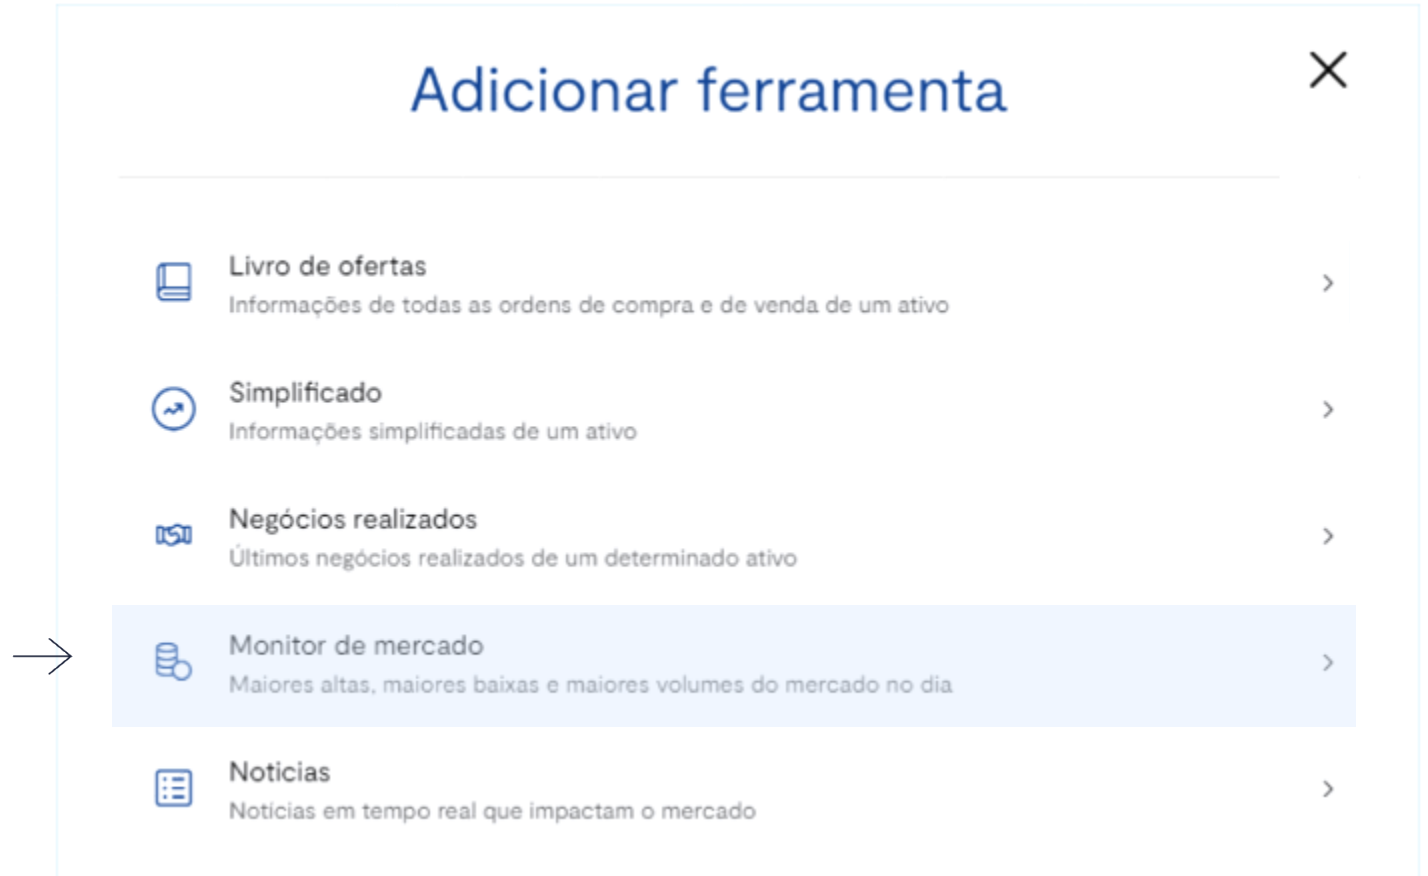 Adicionar ferramenta
Livro de ofertas
Informações de todas as ordens de compra e de venda de um ativo
Simplificado
Informações simplificadas de um ativo
Negócios realizados
Últimos negócios realizados de um determinado ativo
Monitor de mercado
Maiores altas, maiores baixas e maiores volumes do mercado no dia
Noticias
Notícias em tempo real que impactam o mercado